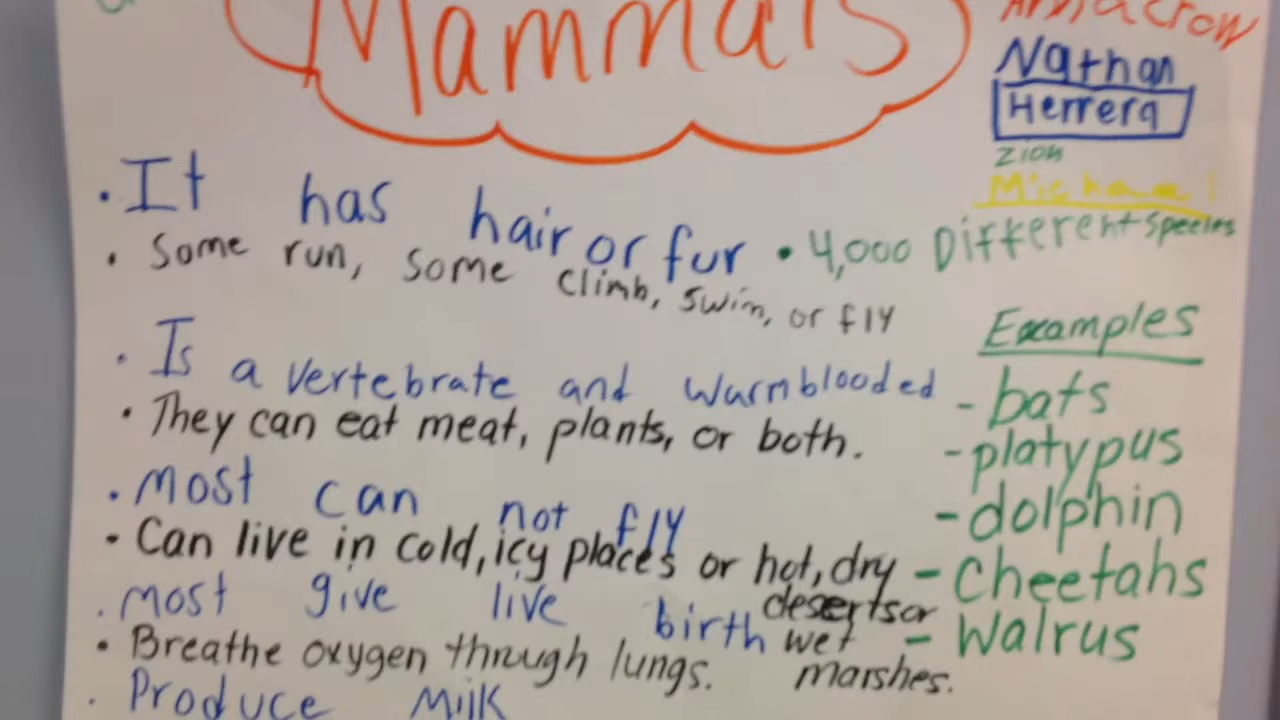 Mammals
Nathan
Herrera
Zion
Michael
• It has hair or fur
• 4,000 Different Species
• Some run, some climb, swim, or fly
• Is a vertebrate and warmblooded
• They can eat meat, plants, or both.
• most can not fly
• Can live in cold, icy places or hot, dry
deserts or
wet
marshes.
• most give live birth
• Breathe oxygen through lungs.
• Produce Milk
Examples
- bats
- platypus
- dolphin
- Cheetahs
- Walrus